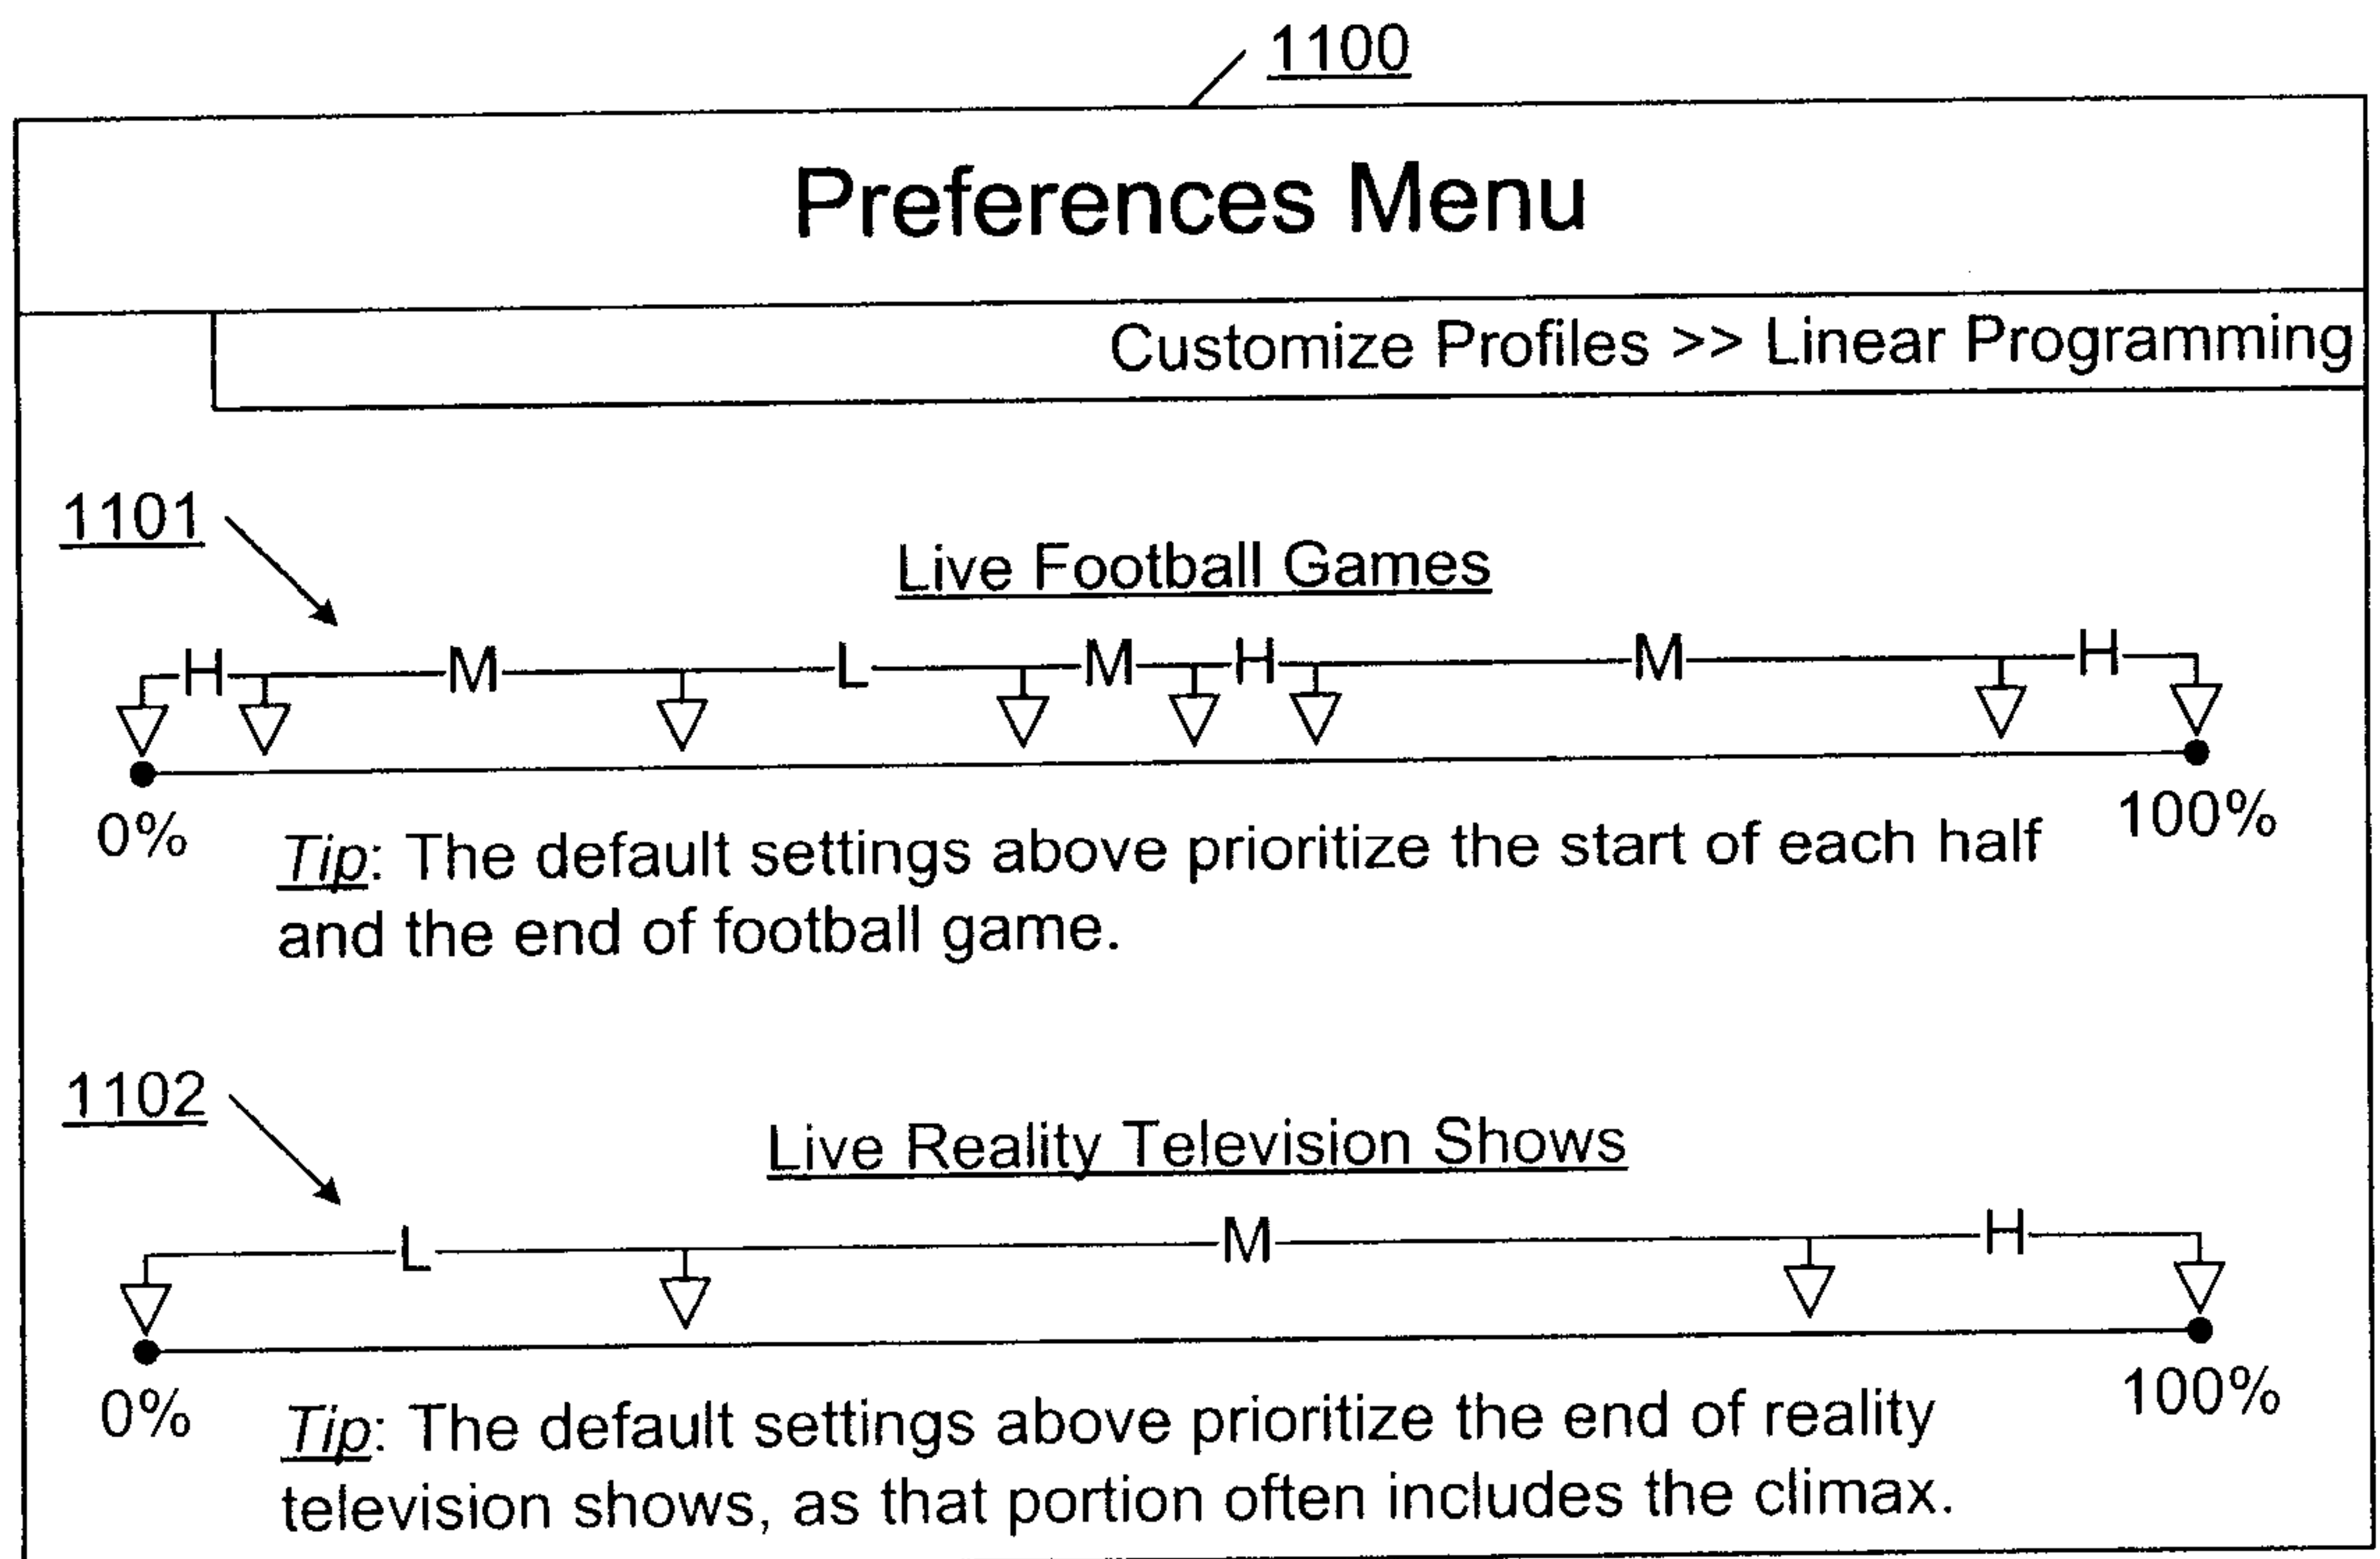 1100
Preferences Menu
Customize Profiles >> Linear Programming
1101
Live Football Games
H M L M H M H
0% 100%
Tip: The default settings above prioritize the start of each half
and the end of football game.
1102
Live Reality Television Shows
L M H
0% 100%
Tip: The default settings above prioritize the end of reality
television shows, as that portion often includes the climax.